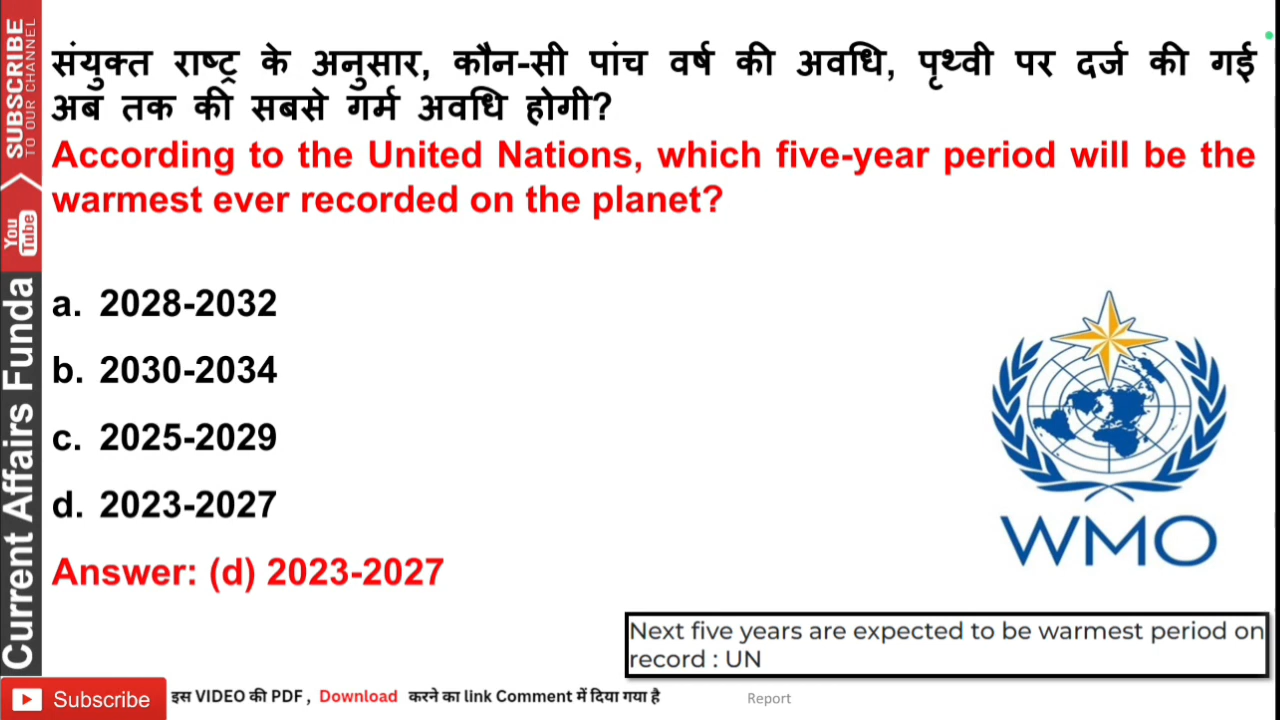 संयुक्त राष्ट्र के अनुसार, कौन-सी पांच वर्ष की अवधि, पृथ्वी पर दर्ज की गई
अब तक की सबसे गर्म अवधि होगी?
According to the United Nations, which five-year period will be the
warmest ever recorded on the planet?
a. 2028-2032
b. 2030-2034
c. 2025-2029
d. 2023-2027
Answer: (d) 2023-2027
WMO
Next five years are expected to be warmest period on
record : UN
SUBSCRIBE
TO OUR CHANNEL
You
Tube
Current Affairs Funda
Subscribe
इस VIDEO की PDF , Download करने का link Comment में दिया गया है
Report